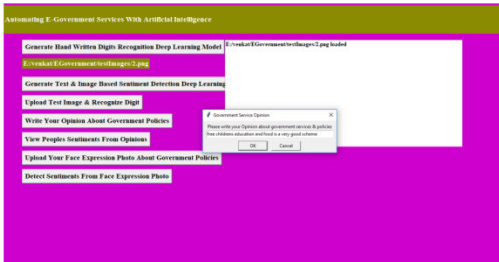 Automating E-Government Services With Artificial Intelligence
Generate Hand Written Digits Recognition Deep Learning Model
E:/venkat/EGovernment/testImages/2.png loaded
E:/venkat/EGovernment/testImages/2.png
Generate Text & Image Based Sentiment Detection Deep Learning
Upload Test Image & Recognize Digit
Write Your Opinion About Government Policies
View Peoples Sentiments From Opinions
Upload Your Face Expression Photo About Government Policies
Detect Sentiments From Face Expression Photo
Government Service Opinion
Please write your Opinion about government services & policies
free childrens education and food is a very good scheme
OK
Cancel